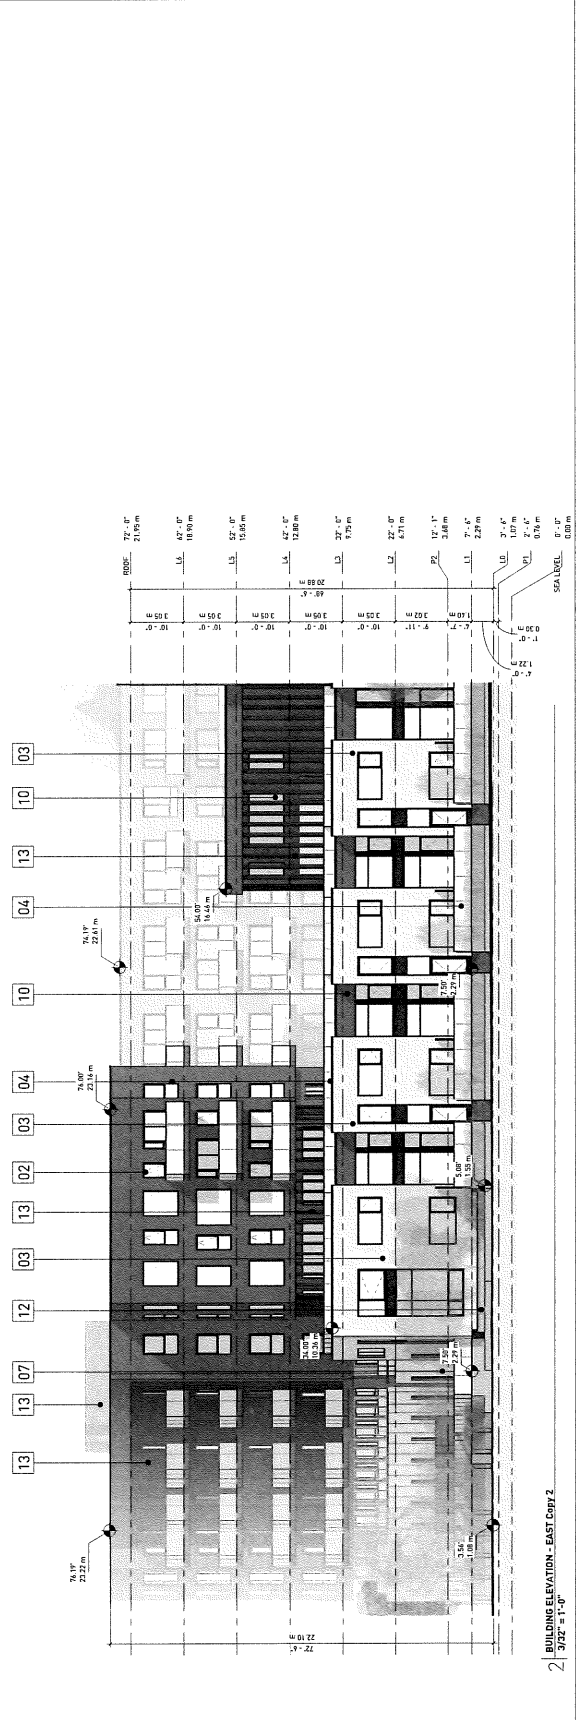 13
13
07
12
03
13
02
03
04
10
04
13
10
03
76.19'
23.22 m
76.00'
23.16 m
74.19'
22.61 m
54.00'
16.46 m
34.00'
10.36 m
7.50'
2.29 m
5.08'
1.55 m
7.50'
2.29 m
3.56'
1.08 m
72' - 6"
22.10 m
ROOF
72' - 0"
21.95 m
L6
62' - 0"
18.90 m
L5
52' - 0"
15.85 m
L4
42' - 0"
12.80 m
L3
32' - 0"
9.75 m
L2
22' - 0"
6.71 m
P2
12' - 1"
3.68 m
L1
7' - 6"
2.29 m
L0
3' - 6"
1.07 m
P1
2' - 6"
0.76 m
SEA LEVEL
0' - 0"
0.00 m
68' - 6"
20.88 m
10' - 0"
3.05 m
10' - 0"
3.05 m
10' - 0"
3.05 m
10' - 0"
3.05 m
10' - 0"
3.05 m
9' - 11"
3.02 m
4' - 7"
1.40 m
4' - 0"
1.22 m
1' - 0"
0.30 m
2
BUILDING ELEVATION - EAST Copy 2
3/32" = 1'-0"